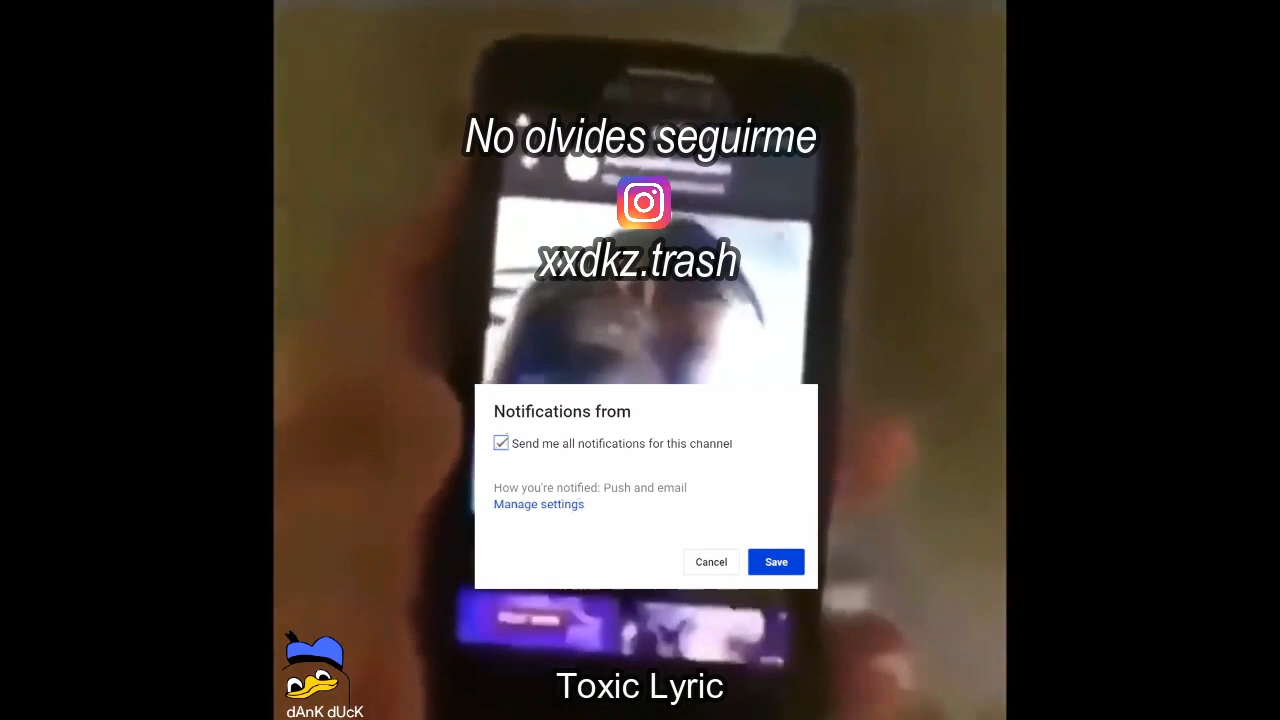 No olvides seguirme
xxdkz.trash
Notifications from
Send me all notifications for this channel
How you're notified: Push and email
Manage settings
Cancel
Save
Toxic Lyric
dAnK dUcK